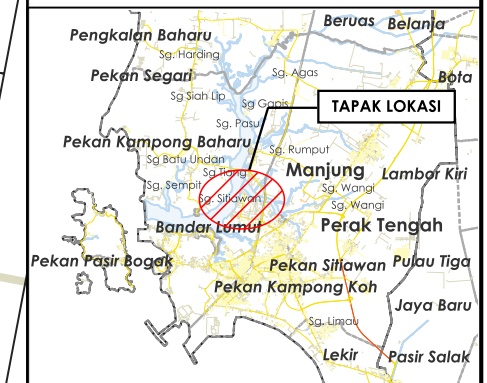 Beruas
Belanja
Pengkalan Baharu
Sg. Harding
Pekan Segari
Sg. Agas
Bota
Sg Siah Lip
Sg Gapis
TAPAK LOKASI
Sg. Pasu
Pekan Kampong Baharu
Sg. Rumput
Sg Batu Undan
Sg Tiang
Manjung
Lambor Kiri
Sg. Sempit
Sg. Wangi
Sg. Sitiawan
Sg. Wangi
Bandar Lumut
Perak Tengah
Pekan Pasir Bogak
Pekan Sitiawan
Pulau Tiga
Pekan Kampong Koh
Jaya Baru
Sg. Limau
Lekir
Pasir Salak